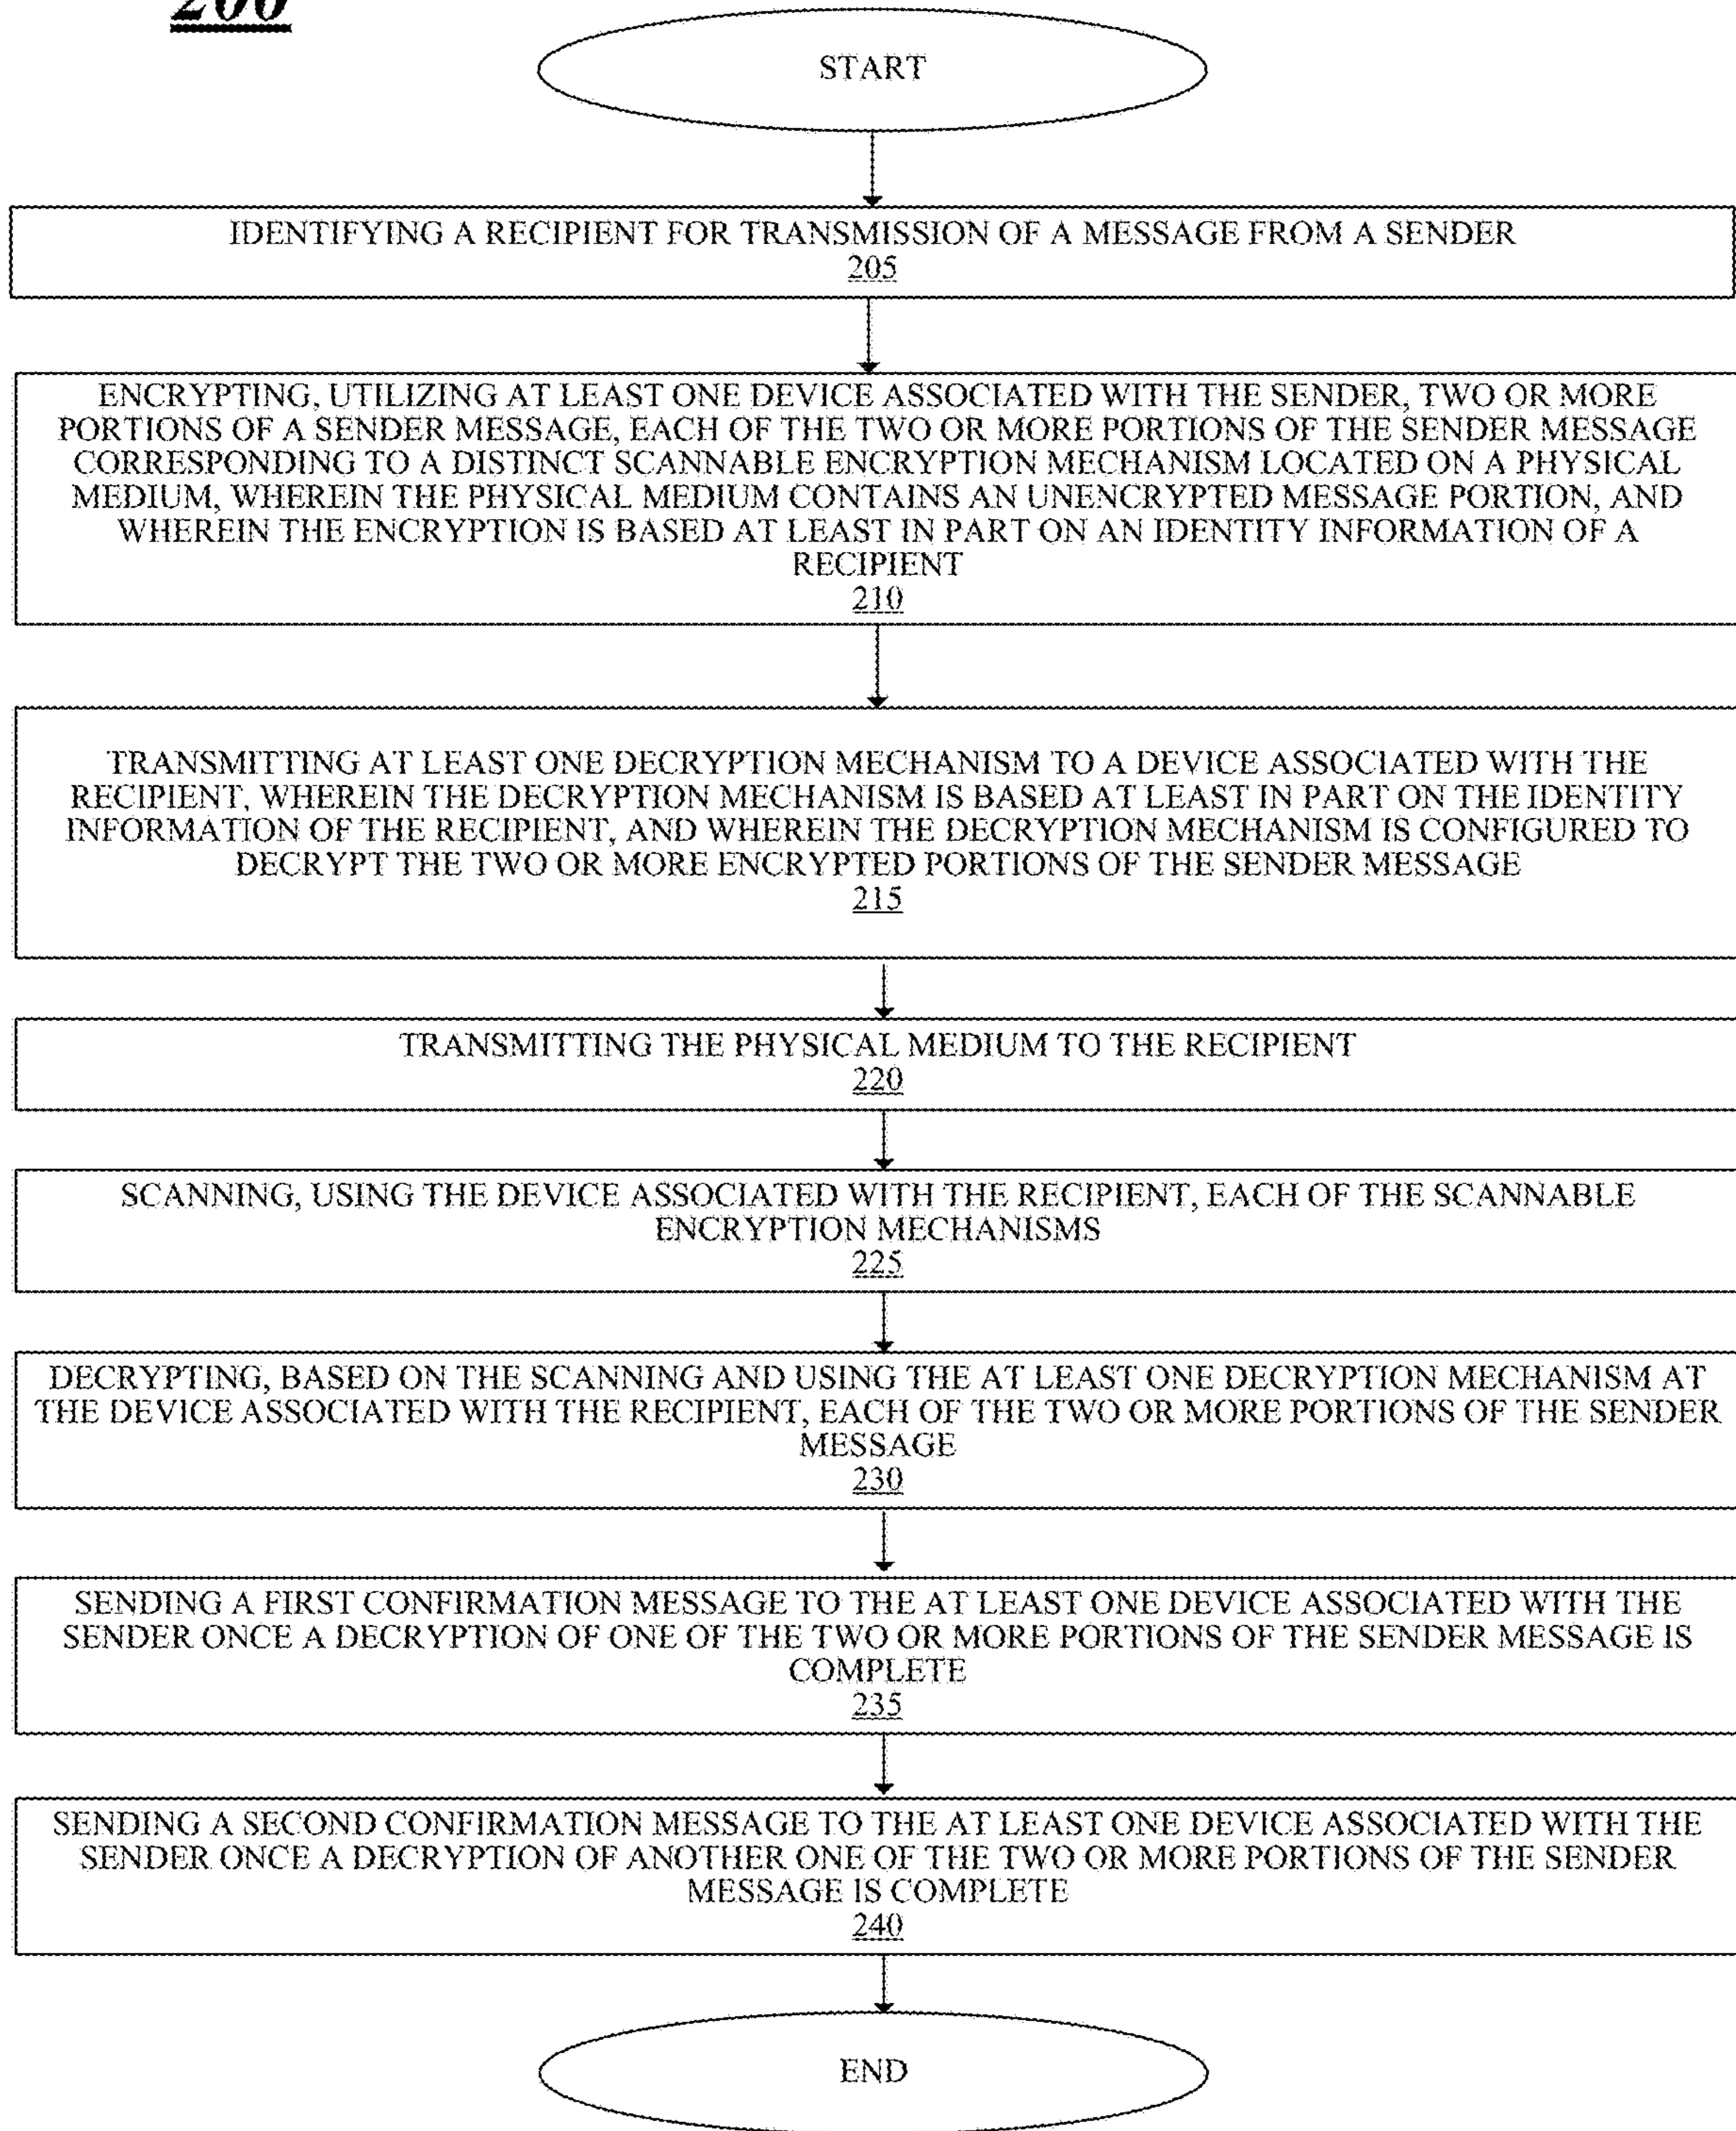 200
START
IDENTIFYING A RECIPIENT FOR TRANSMISSION OF A MESSAGE FROM A SENDER
205
ENCRYPTING, UTILIZING AT LEAST ONE DEVICE ASSOCIATED WITH THE SENDER, TWO OR MORE
PORTIONS OF A SENDER MESSAGE, EACH OF THE TWO OR MORE PORTIONS OF THE SENDER MESSAGE
CORRESPONDING TO A DISTINCT SCANNABLE ENCRYPTION MECHANISM LOCATED ON A PHYSICAL
MEDIUM, WHEREIN THE PHYSICAL MEDIUM CONTAINS AN UNENCRYPTED MESSAGE PORTION, AND
WHEREIN THE ENCRYPTION IS BASED AT LEAST IN PART ON AN IDENTITY INFORMATION OF A
RECIPIENT
210
TRANSMITTING AT LEAST ONE DECRYPTION MECHANISM TO A DEVICE ASSOCIATED WITH THE
RECIPIENT, WHEREIN THE DECRYPTION MECHANISM IS BASED AT LEAST IN PART ON THE IDENTITY
INFORMATION OF THE RECIPIENT, AND WHEREIN THE DECRYPTION MECHANISM IS CONFIGURED TO
DECRYPT THE TWO OR MORE ENCRYPTED PORTIONS OF THE SENDER MESSAGE
215
TRANSMITTING THE PHYSICAL MEDIUM TO THE RECIPIENT
220
SCANNING, USING THE DEVICE ASSOCIATED WITH THE RECIPIENT, EACH OF THE SCANNABLE
ENCRYPTION MECHANISMS
225
DECRYPTING, BASED ON THE SCANNING AND USING THE AT LEAST ONE DECRYPTION MECHANISM AT
THE DEVICE ASSOCIATED WITH THE RECIPIENT, EACH OF THE TWO OR MORE PORTIONS OF THE SENDER
MESSAGE
230
SENDING A FIRST CONFIRMATION MESSAGE TO THE AT LEAST ONE DEVICE ASSOCIATED WITH THE
SENDER ONCE A DECRYPTION OF ONE OF THE TWO OR MORE PORTIONS OF THE SENDER MESSAGE IS
COMPLETE
235
SENDING A SECOND CONFIRMATION MESSAGE TO THE AT LEAST ONE DEVICE ASSOCIATED WITH THE
SENDER ONCE A DECRYPTION OF ANOTHER ONE OF THE TWO OR MORE PORTIONS OF THE SENDER
MESSAGE IS COMPLETE
240
END